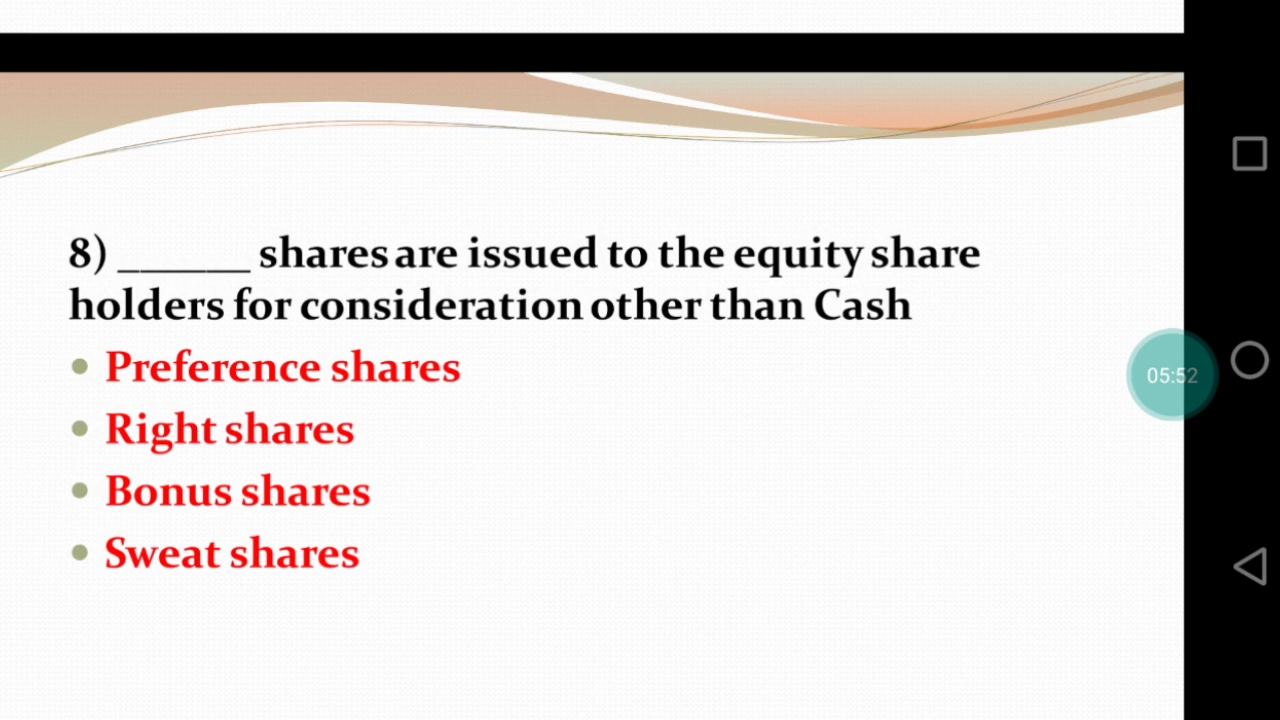 8) ______ shares are issued to the equity share
holders for consideration other than Cash
Preference shares
Right shares
Bonus shares
Sweat shares
05:52